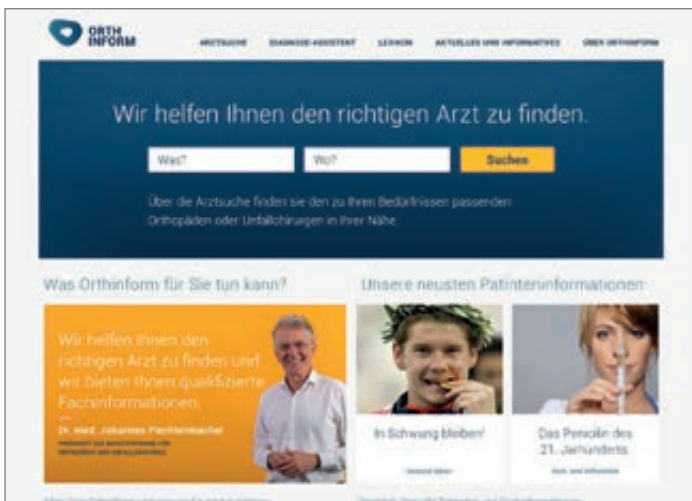 ORTH
INFORM
ARZTSUCHE DIAGNOSE-ASSISTENT LEXIKON AKTUELLES UND INFORMATIVES ÜBER ORTHINFORM
Wir helfen Ihnen den richtigen Arzt zu finden.
Was? Wo? Suchen
Über die Arztsuche finden sie den zu Ihren Bedürfnissen passenden
Orthopäden oder Unfallchirurgen in Ihrer Nähe.
Was Orthinform für Sie tun kann?
Wir helfen Ihnen den
richtigen Arzt zu finden und
wir bieten Ihnen qualifizierte
Fachinformationen.
Dr. med. Johannes
Unsere neusten Patinteninformationen
In Schwung bleiben!
Das Penicilin des
21. Jarhunderts